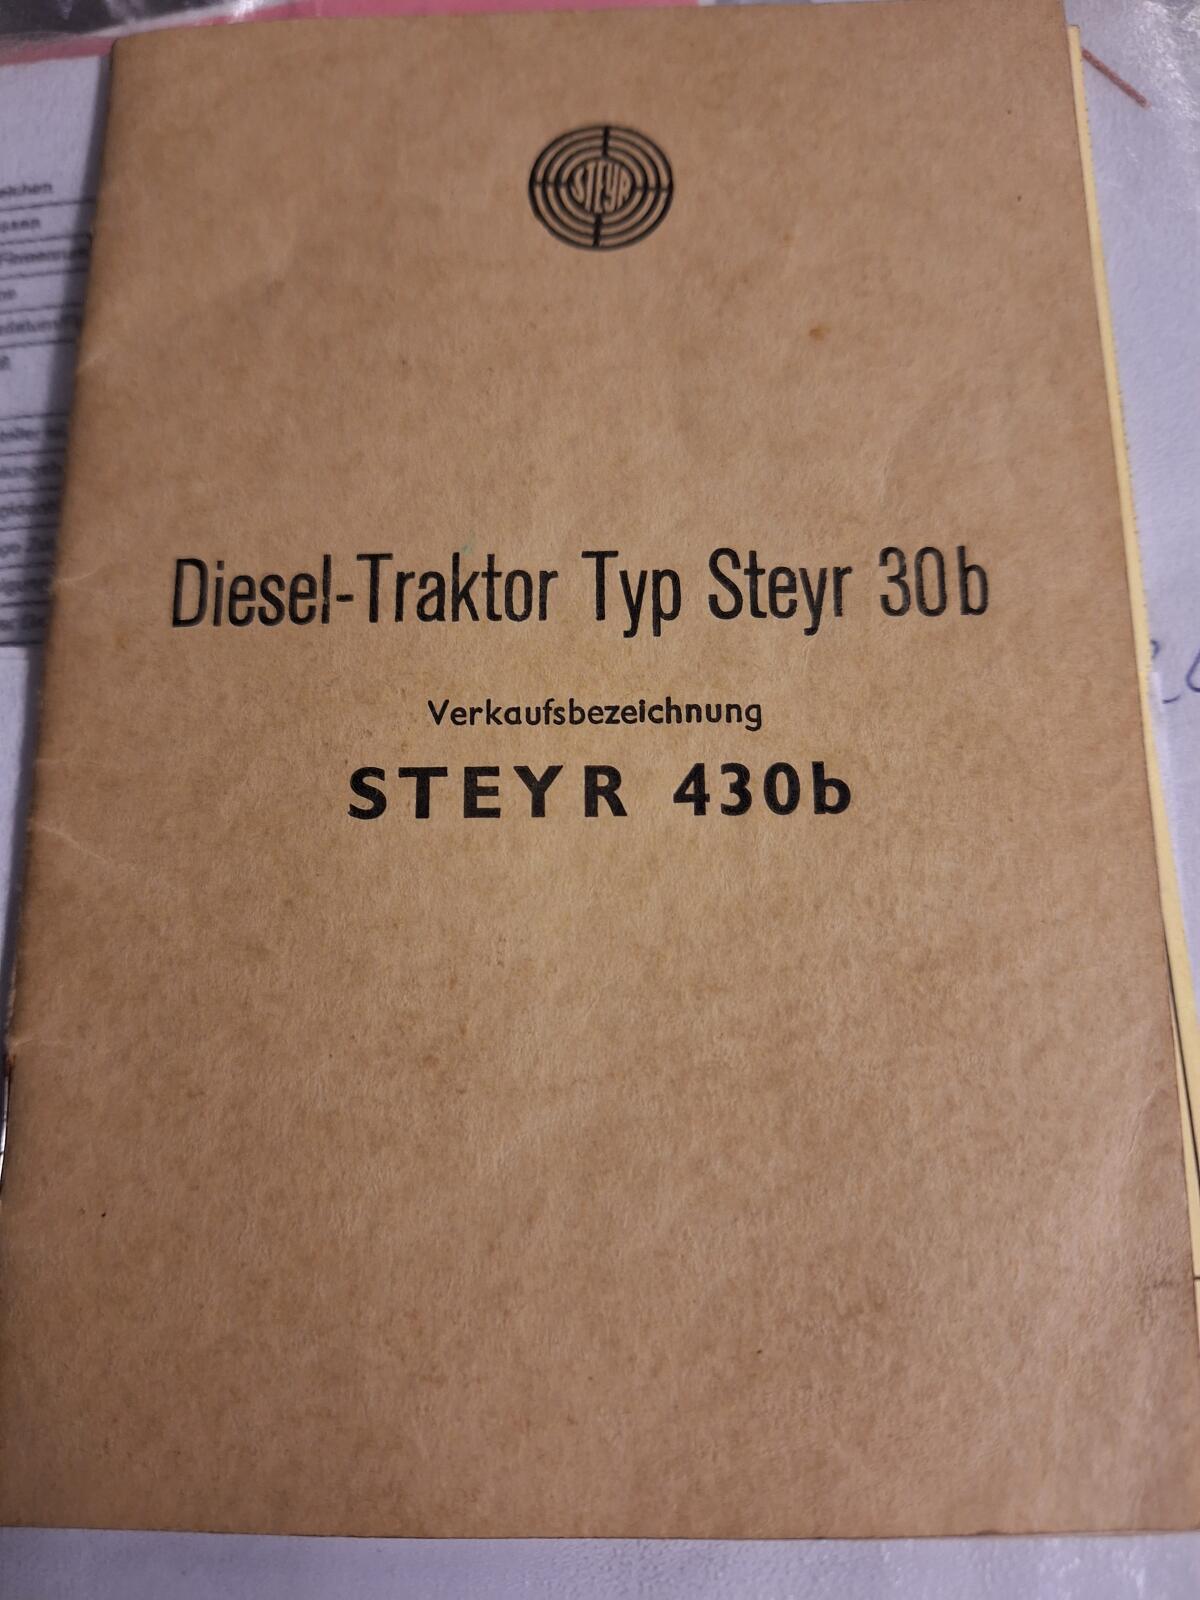 STEYR
Diesel-Traktor Typ Steyr 30b
Verkaufsbezeichnung
STEYR 430b